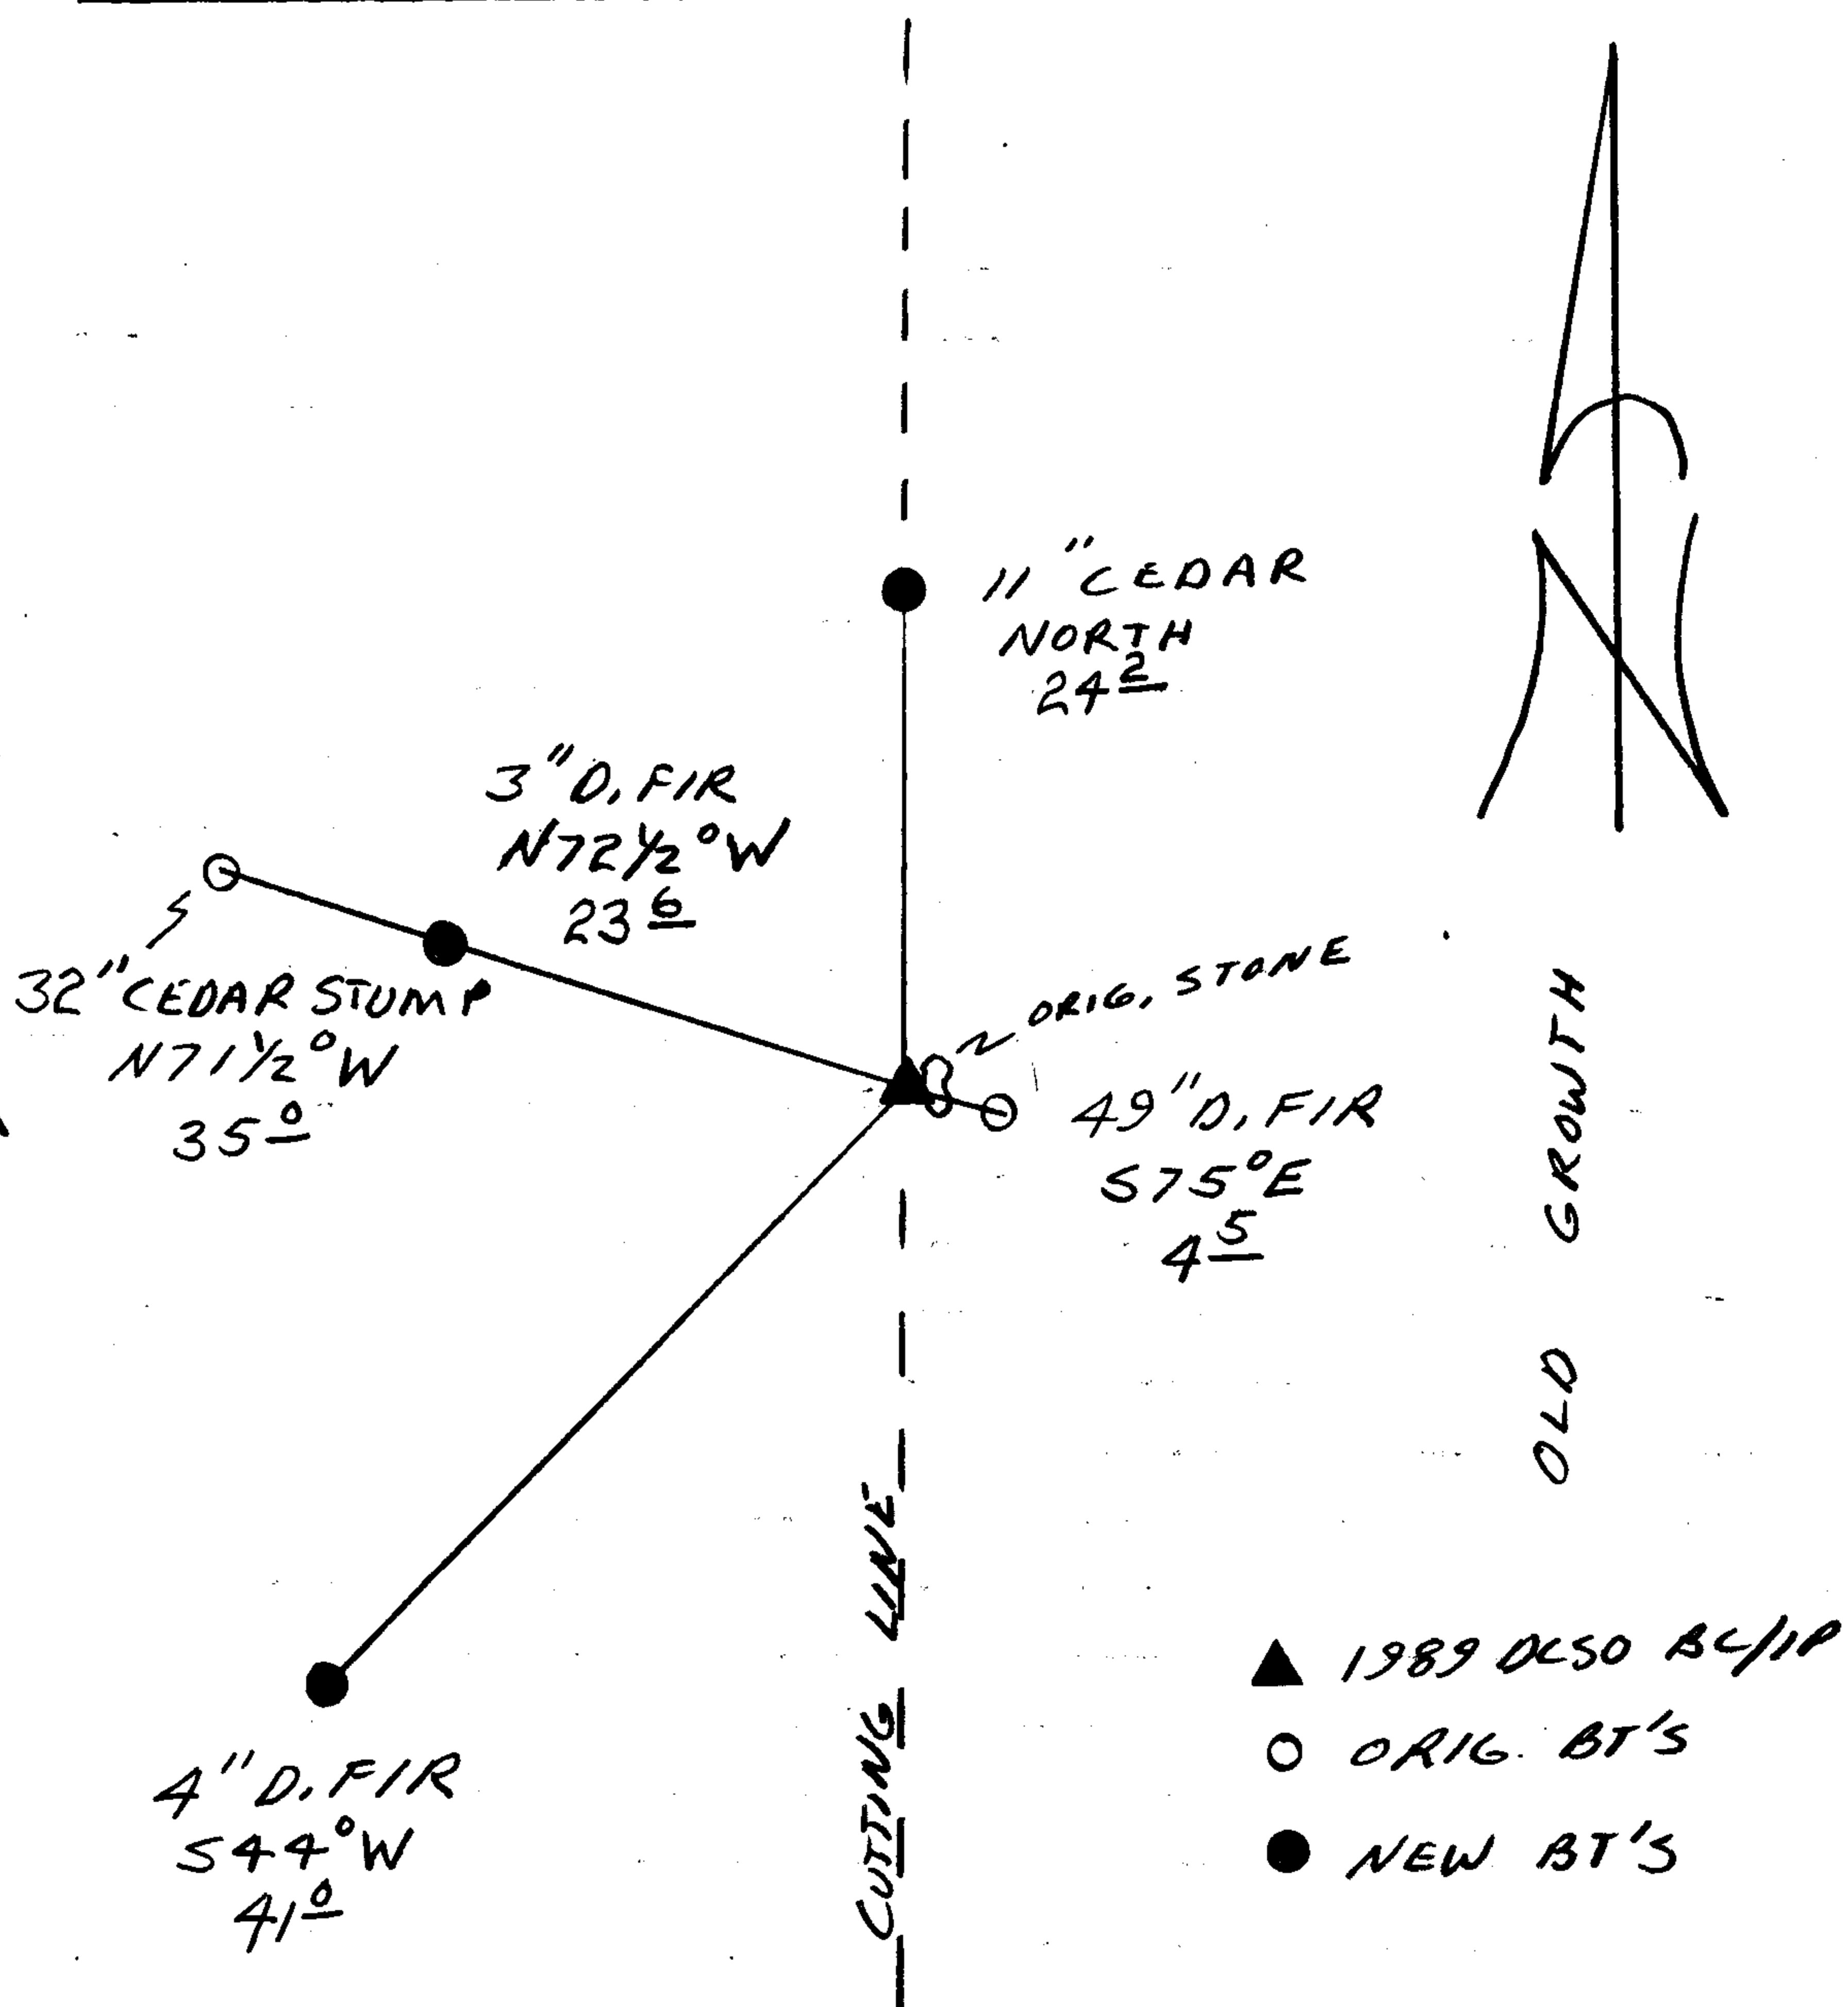 11" CEDAR
NORTH
24 2
3" D. FIR
N72½°W
23 6
32" CEDAR STUMP
N71½°W
35 0
ORIG. STONE
49" D. FIR
S75°E
4 5
OLD GROWTH
4" D. FIR
S44°W
41 0
CUTTING LINE
1989 DCSO BC/IP
ORIG. BT'S
NEW BT'S
N